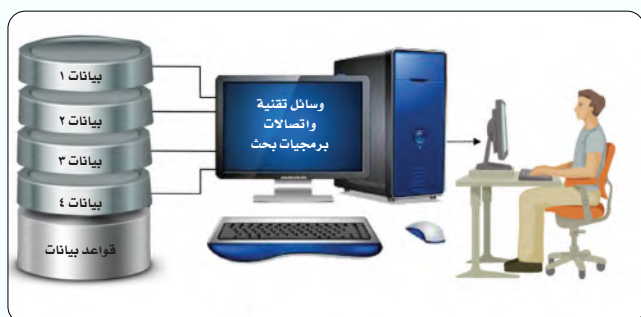 بيانات ١
بيانات ٢
بيانات ٣
بيانات ٤
قواعد بيانات
وسائل تقنية
واتصالات
برمجيات بحث